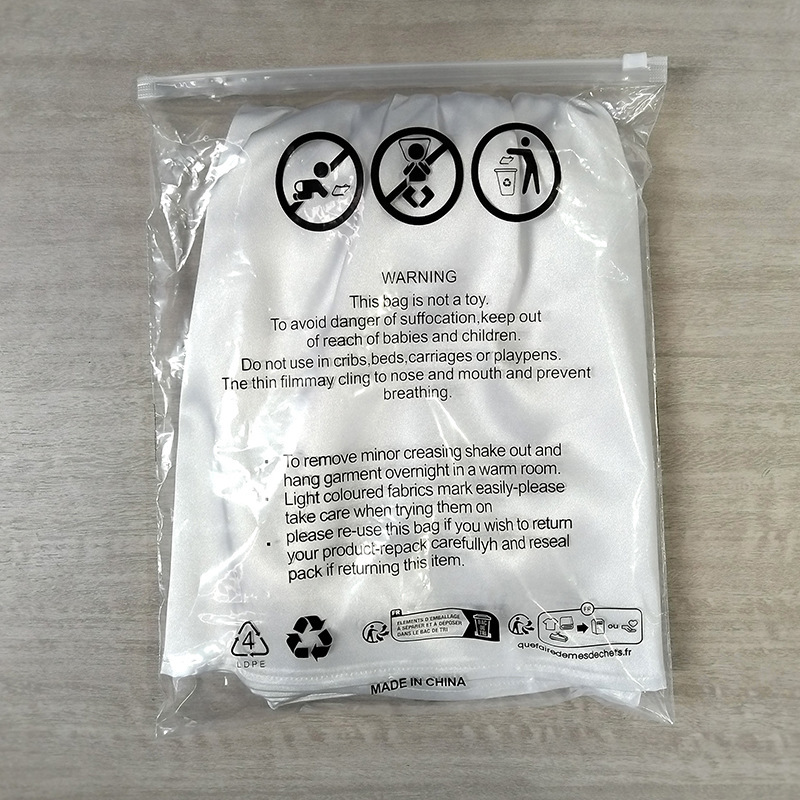 WARNING
This bag is not a toy.
To avoid danger of suffocation,keep out
of reach of babies and children.
Do not use in cribs,beds,carriages or playpens.
Tne thin filmmay cling to nose and mouth and prevent
breathing.
· To remove minor creasing shake out and
hang garment overnight in a warm room.
· Light coloured fabrics mark easily-please
take care when trying them on
· please re-use this bag if you wish to return
your product-repack carefullyh and reseal
pack if returning this item.
4
LDPE
FR
ELEMENTS D'EMBALLAGE
À SÉPARER ET À DÉPOSER
DANS LE BAC DE TRI
BAC
DE
TRI
FR
OU
quefairedemesdechets.fr
MADE IN CHINA